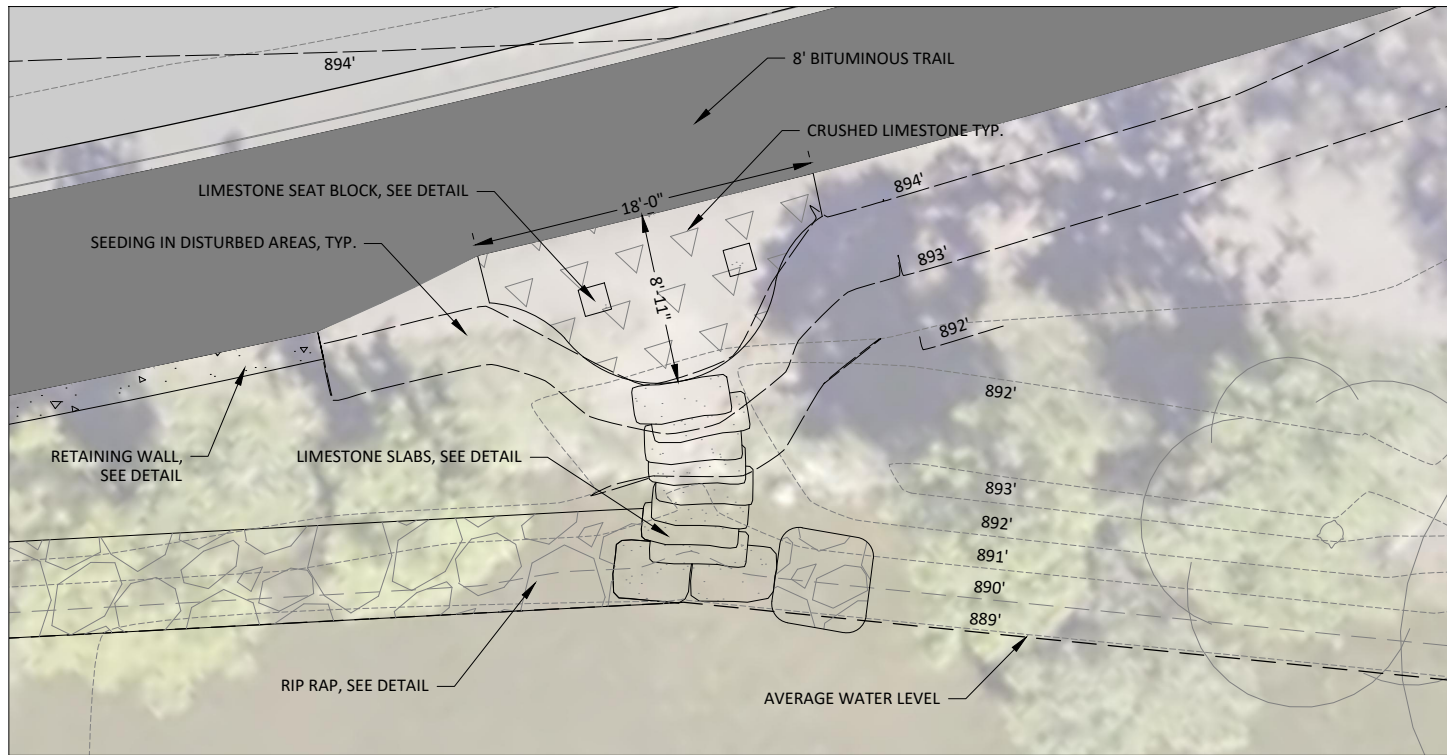 894'
8' BITUMINOUS TRAIL
CRUSHED LIMESTONE TYP.
LIMESTONE SEAT BLOCK, SEE DETAIL
894'
18'-0"
SEEDING IN DISTURBED AREAS, TYP.
893'
8'-11"
892'
892'
RETAINING WALL,
SEE DETAIL
LIMESTONE SLABS, SEE DETAIL
893'
892'
891'
890'
889'
RIP RAP, SEE DETAIL
AVERAGE WATER LEVEL